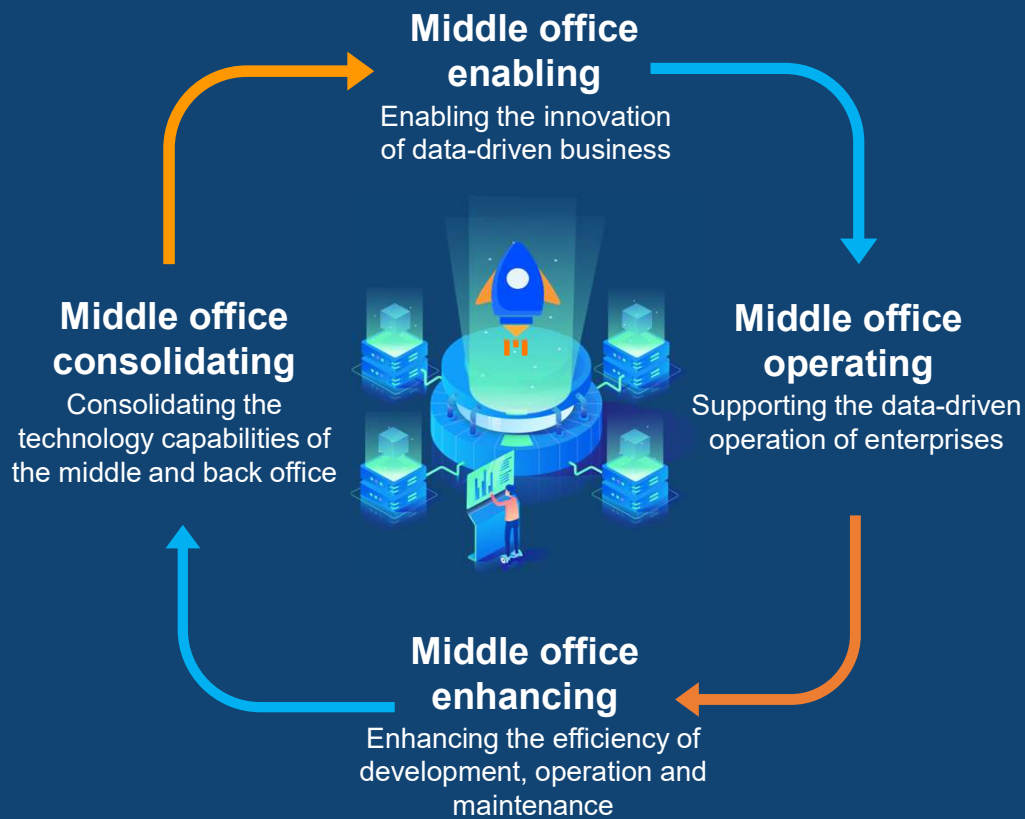 Middle office
enabling
Enabling the innovation
of data-driven business
Middle office
consolidating
Consolidating the
technology capabilities of
the middle and back office
Middle office
operating
Supporting the data-driven
operation of enterprises
Middle office
enhancing
Enhancing the efficiency of
development, operation and
maintenance